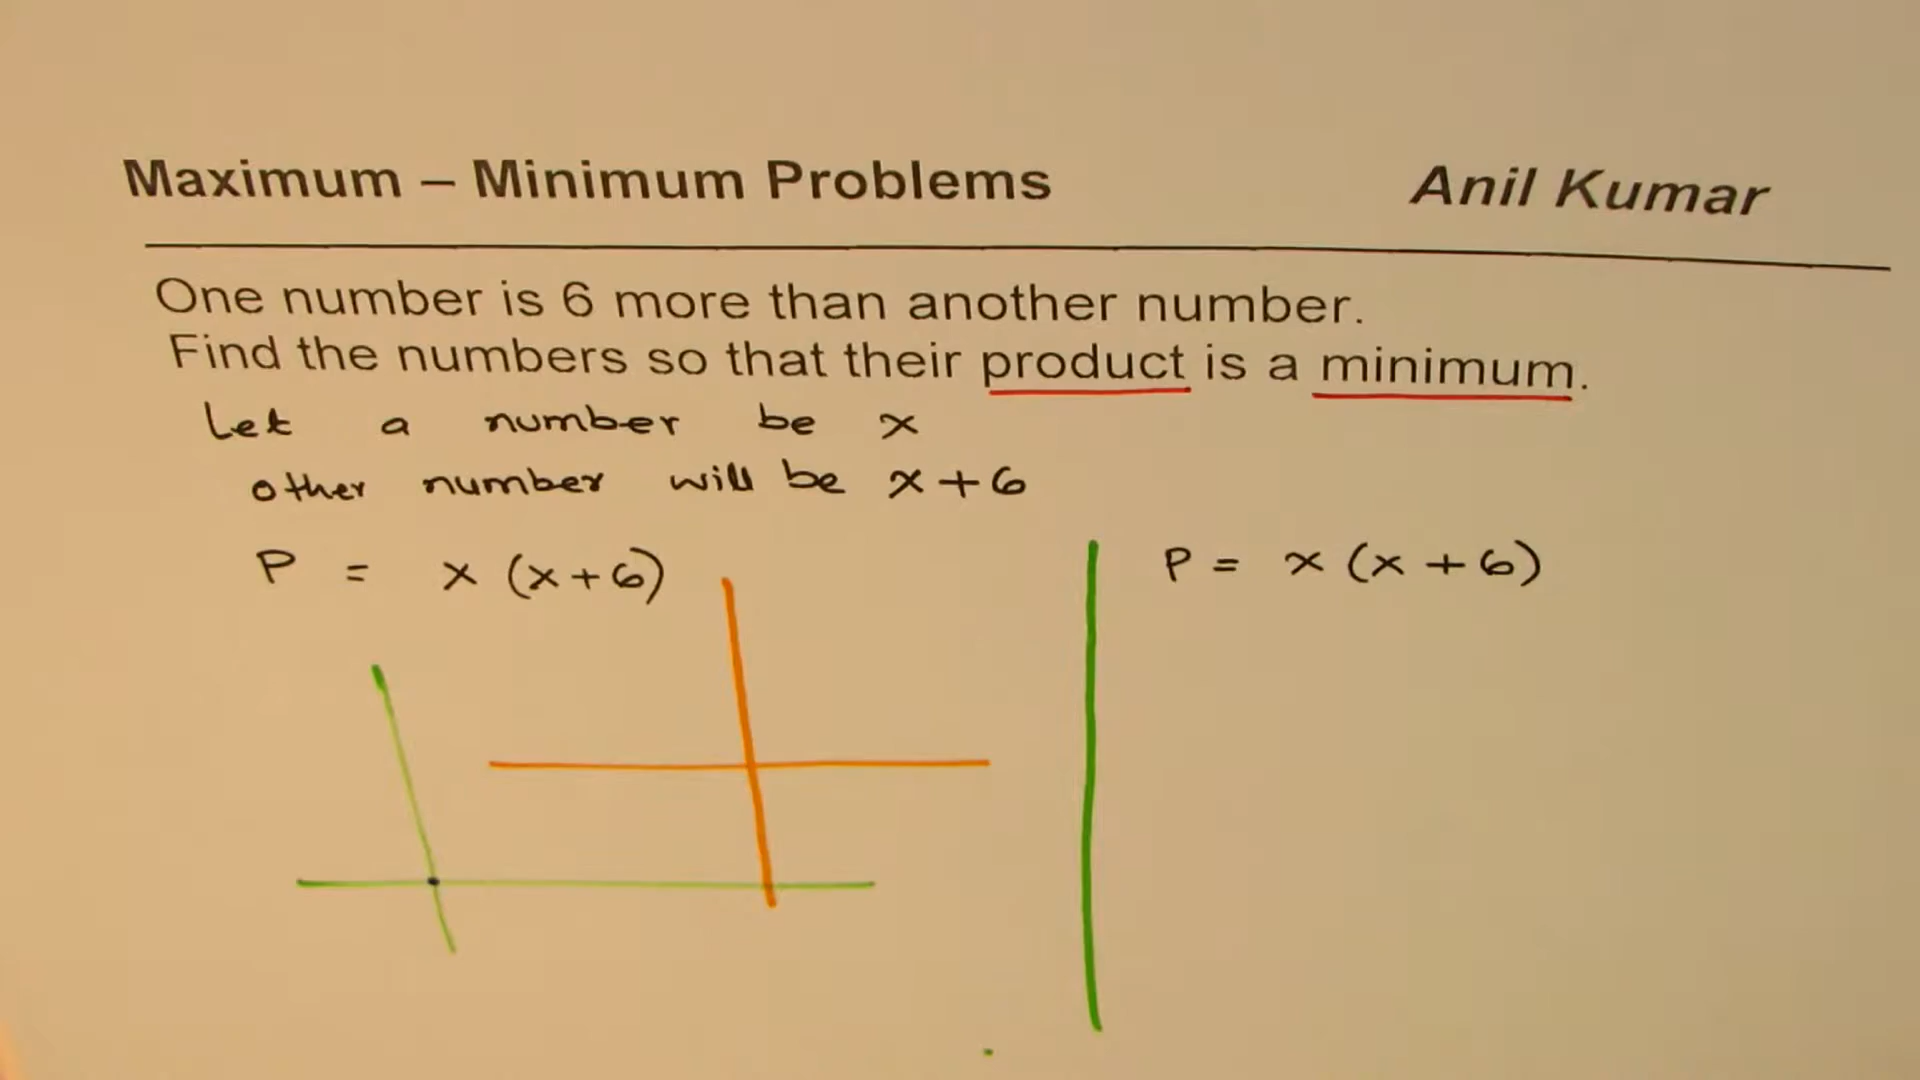 Maximum – Minimum Problems Anil Kumar
One number is 6 more than another number.
Find the numbers so that their product is a minimum.
Let a number be x
other number will be x + 6
P = x (x + 6) P = x (x + 6)